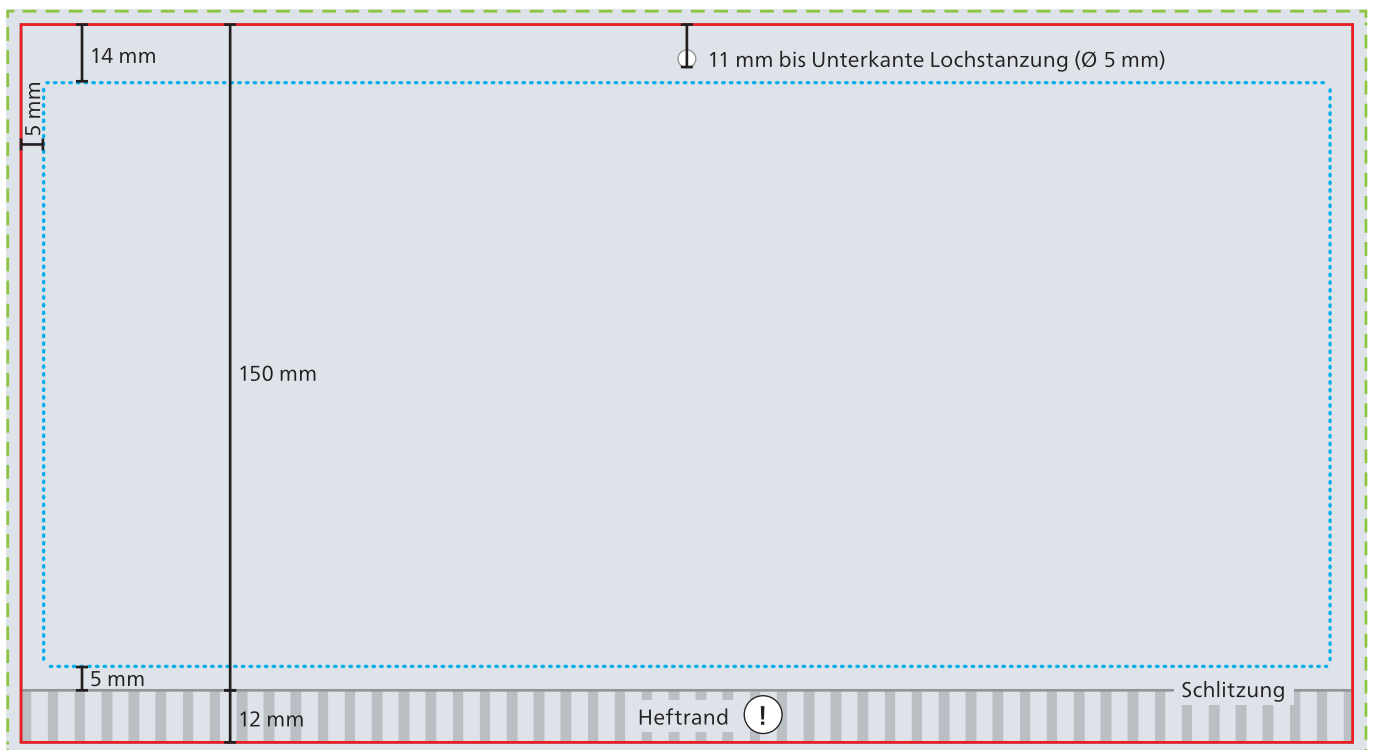 14 mm
11 mm bis Unterkante Lochstanzung (Ø 5 mm)
5 mm
150 mm
5 mm
Schlitzung
12 mm
Heftrand !